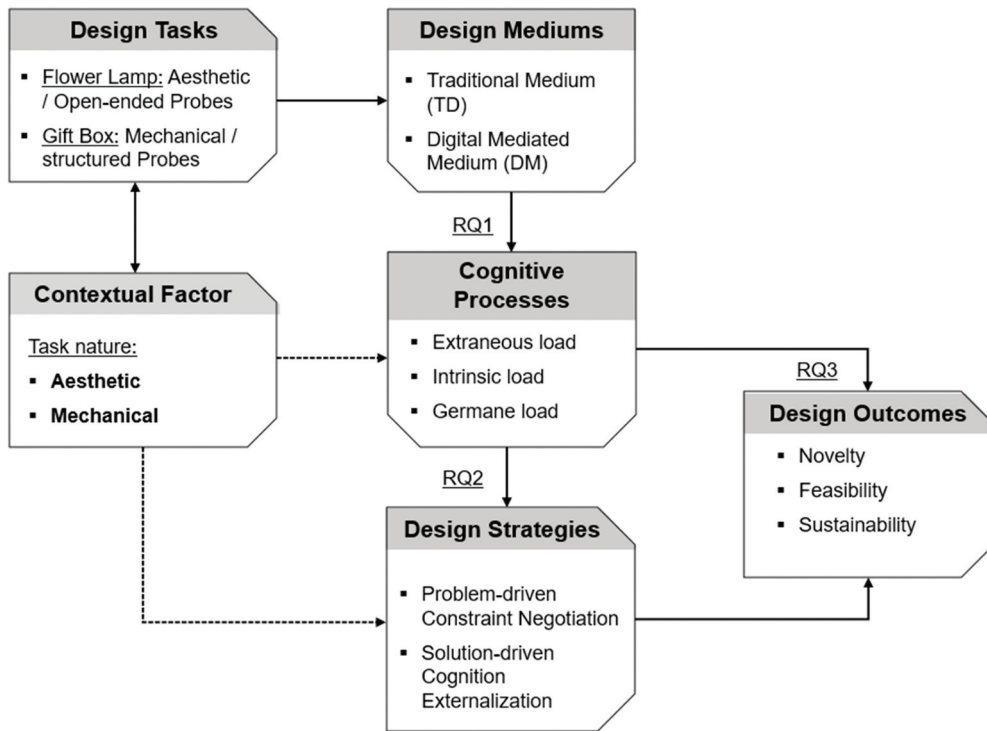 Design Tasks
▪ Flower Lamp: Aesthetic
/ Open-ended Probes
▪ Gift Box: Mechanical /
structured Probes
Design Mediums
▪ Traditional Medium
(TD)
▪ Digital Mediated
Medium (DM)
RQ1
Contextual Factor
Task nature:
▪ Aesthetic
▪ Mechanical
Cognitive
Processes
▪ Extraneous load
▪ Intrinsic load
▪ Germane load
RQ3
Design Outcomes
▪ Novelty
▪ Feasibility
▪ Sustainability
RQ2
Design Strategies
▪ Problem-driven
Constraint Negotiation
▪ Solution-driven
Cognition
Externalization